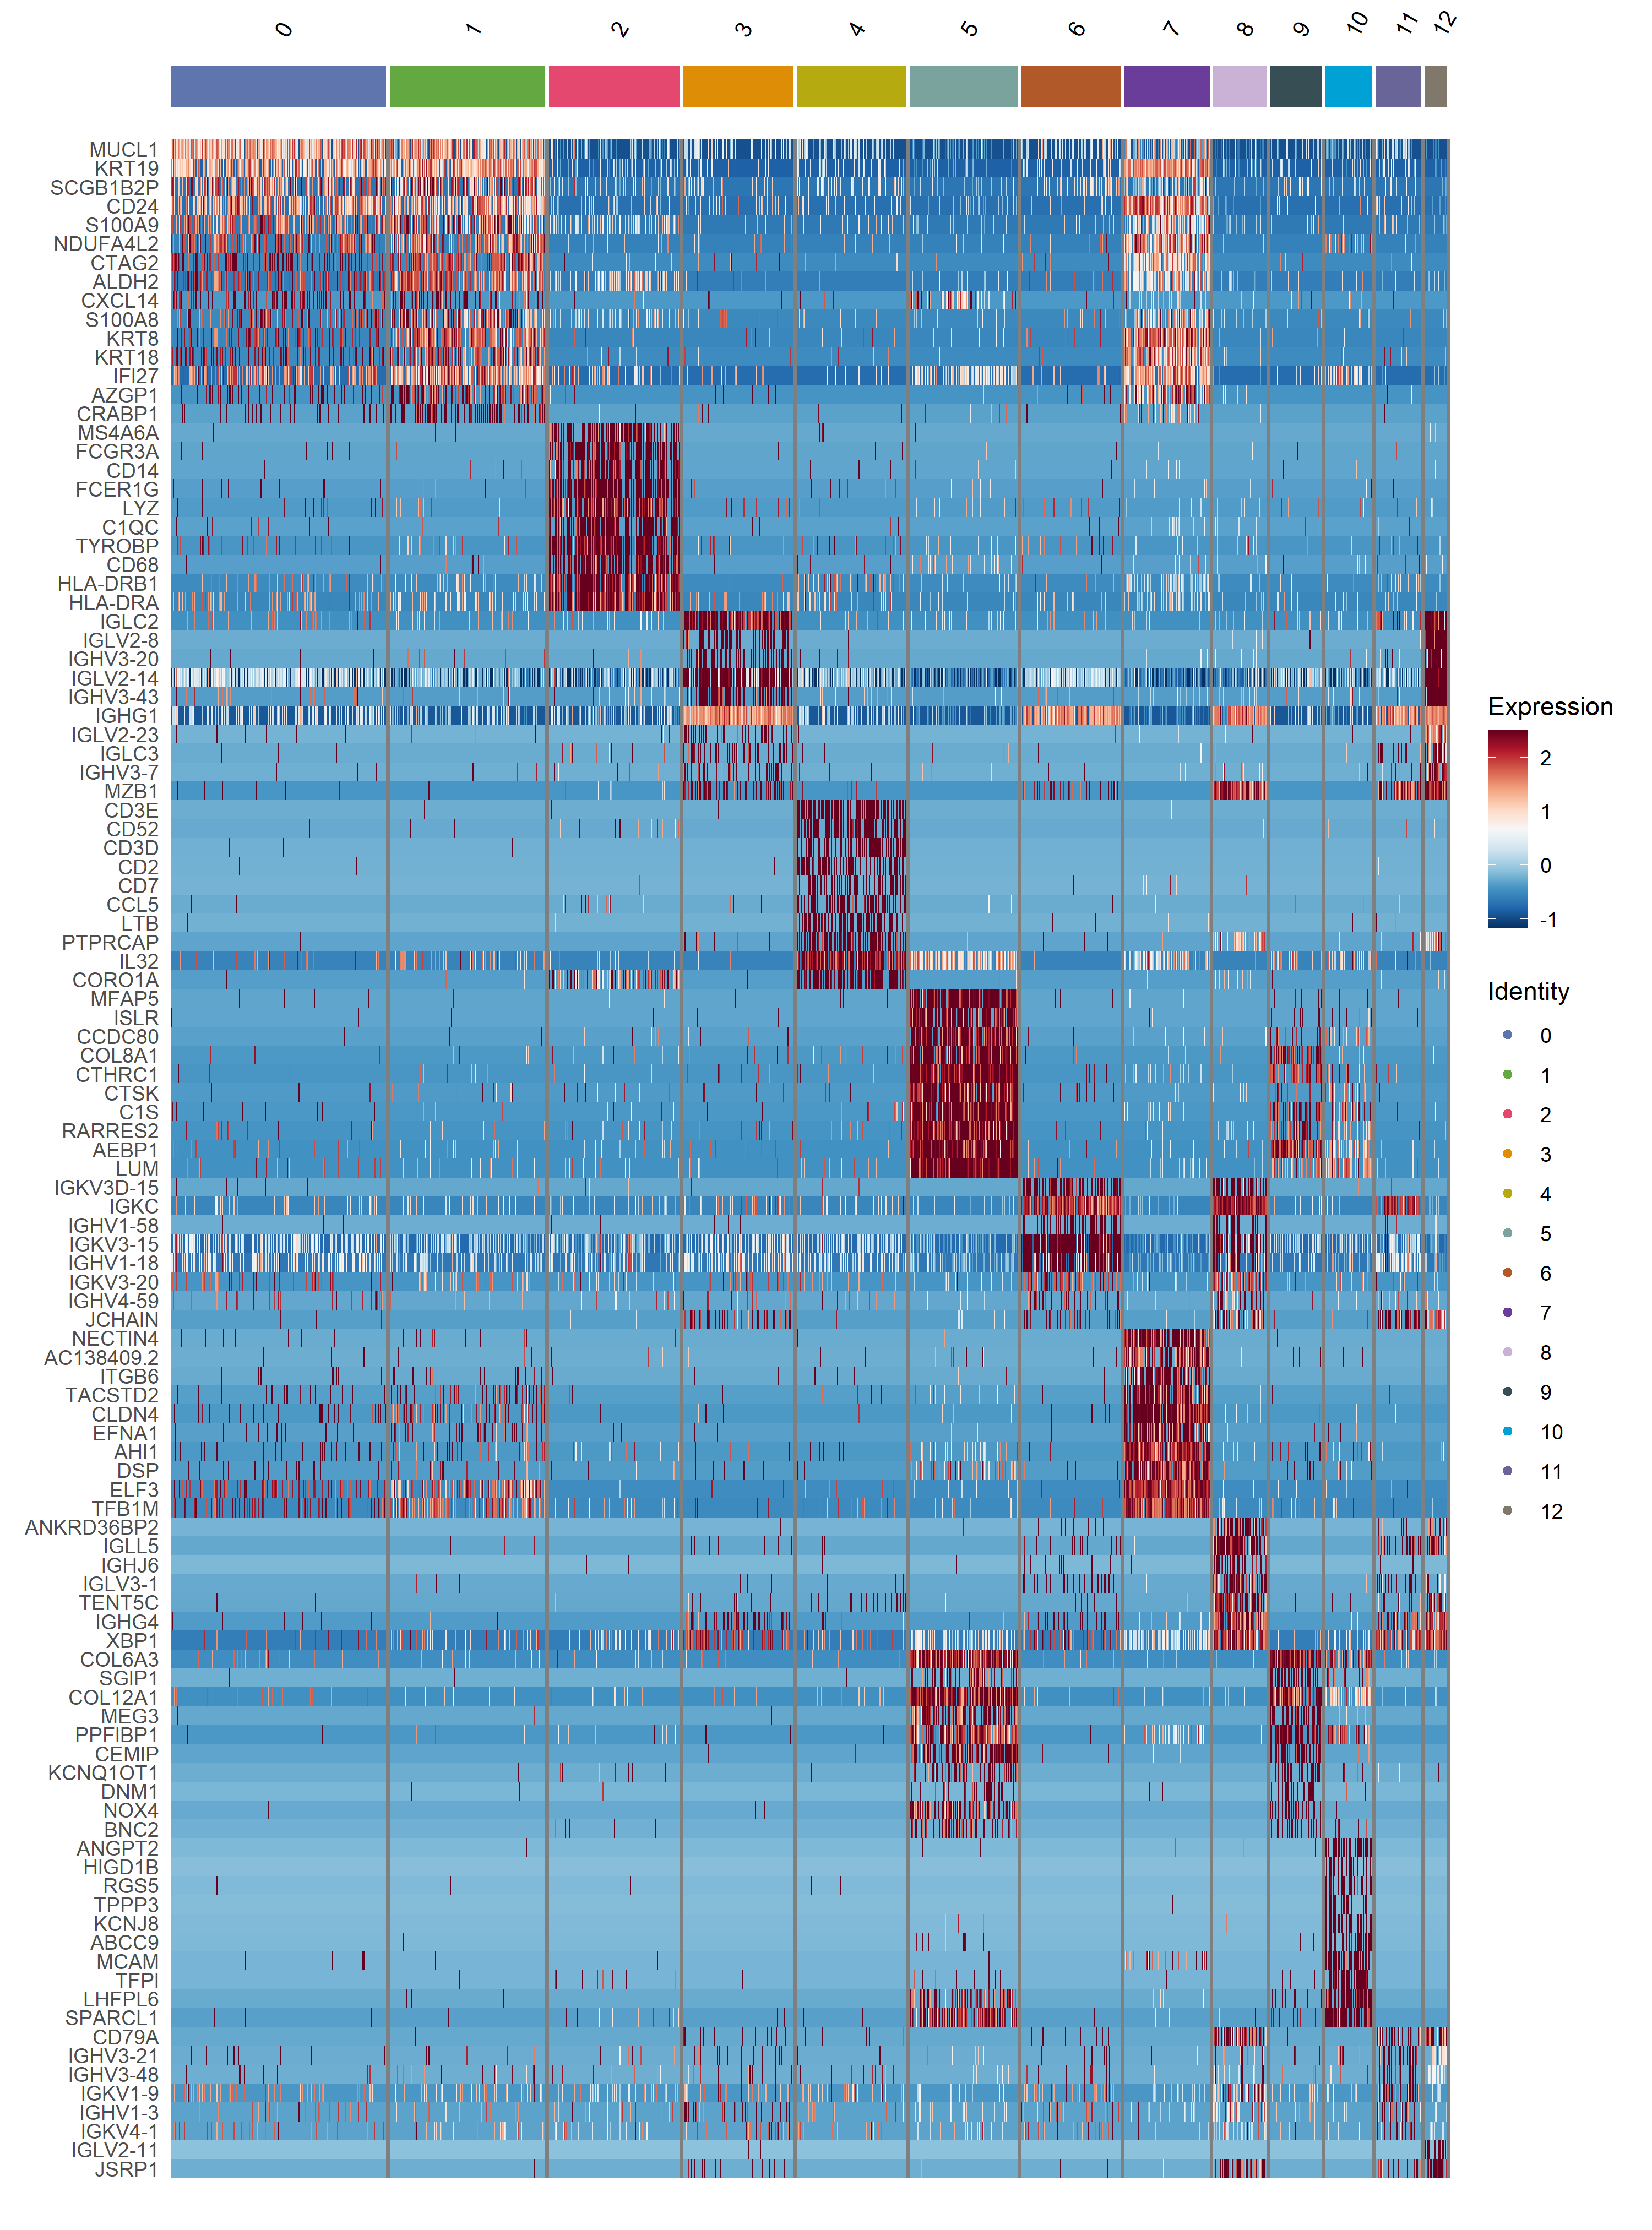 0 1 2 3 4 5 6 7 8 9 10 11 12
MUCL1
KRT19
SCGB1B2P
CD24
S100A9
NDUFA4L2
CTAG2
ALDH2
CXCL14
S100A8
KRT8
KRT18
IFI27
AZGP1
CRABP1
MS4A6A
FCGR3A
CD14
FCER1G
LYZ
C1QC
TYROBP
CD68
HLA-DRB1
HLA-DRA
IGLC2
IGLV2-8
IGHV3-20
IGLV2-14
IGHV3-43
IGHG1
IGLV2-23
IGLC3
IGHV3-7
MZB1
CD3E
CD52
CD3D
CD2
CD7
CCL5
LTB
PTPRCAP
IL32
CORO1A
MFAP5
ISLR
CCDC80
COL8A1
CTHRC1
CTSK
C1S
RARRES2
AEBP1
LUM
IGKV3D-15
IGKC
IGHV1-58
IGKV3-15
IGHV1-18
IGKV3-20
IGHV4-59
JCHAIN
NECTIN4
AC138409.2
ITGB6
TACSTD2
CLDN4
EFNA1
AHI1
DSP
ELF3
TFB1M
ANKRD36BP2
IGLL5
IGHJ6
IGLV3-1
TENT5C
IGHG4
XBP1
COL6A3
SGIP1
COL12A1
MEG3
PPFIBP1
CEMIP
KCNQ1OT1
DNM1
NOX4
BNC2
ANGPT2
HIGD1B
RGS5
TPPP3
KCNJ8
ABCC9
MCAM
TFPI
LHFPL6
SPARCL1
CD79A
IGHV3-21
IGHV3-48
IGKV1-9
IGHV1-3
IGKV4-1
IGLV2-11
JSRP1
Expression
2
1
0
-1
Identity
0
1
2
3
4
5
6
7
8
9
10
11
12